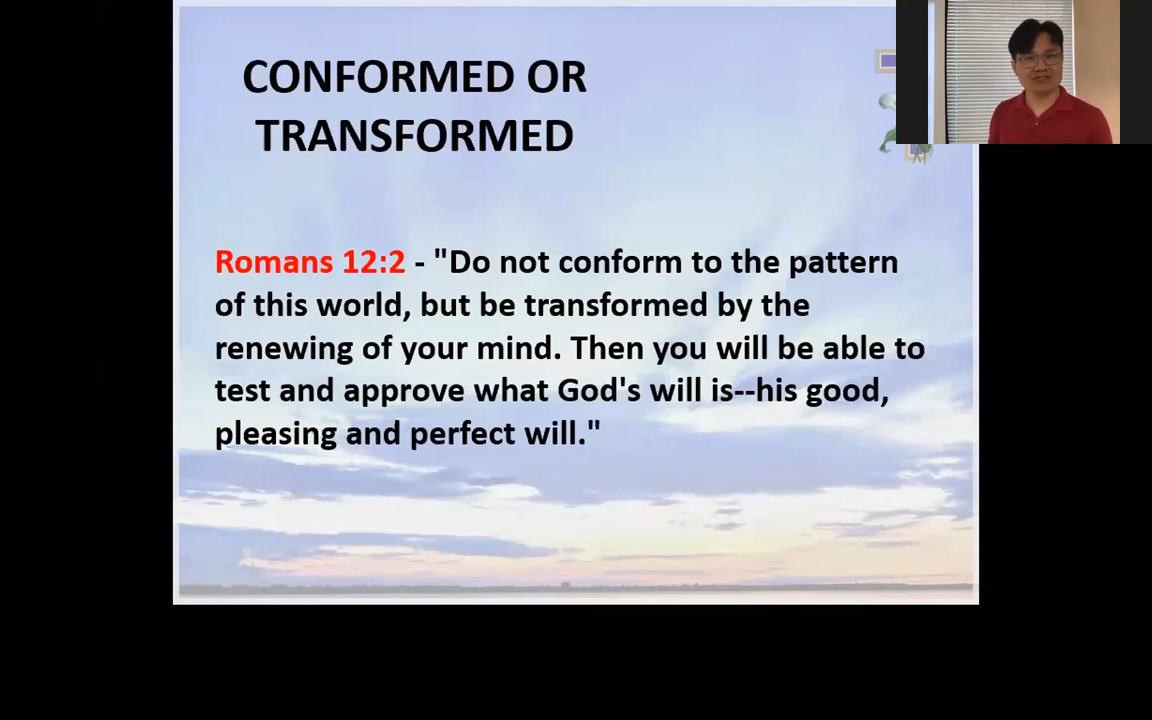 CONFORMED OR
TRANSFORMED
Romans 12:2 - "Do not conform to the pattern
of this world, but be transformed by the
renewing of your mind. Then you will be able to
test and approve what God's will is--his good,
pleasing and perfect will."